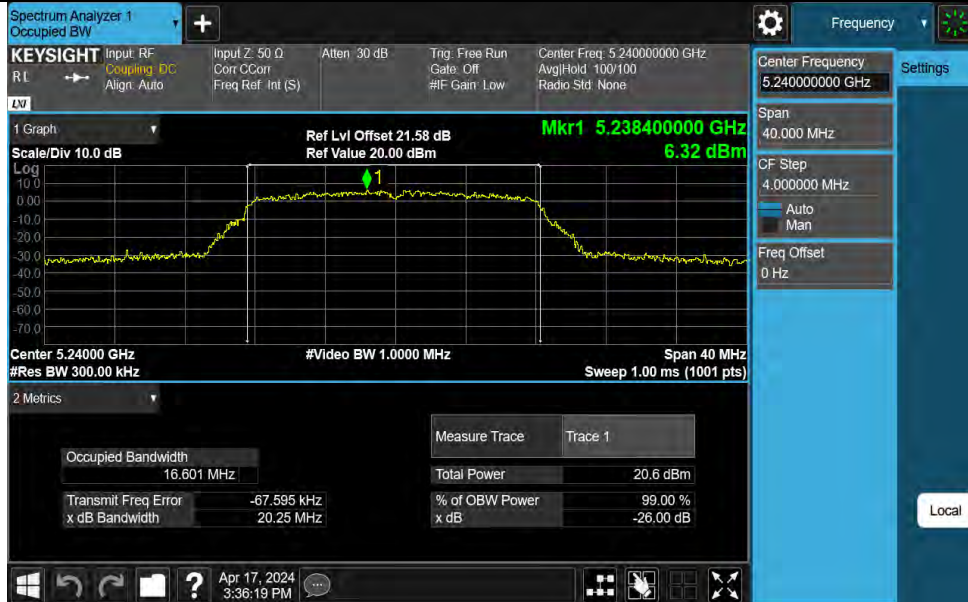 Spectrum Analyzer 1
Occupied BW
Frequency
KEYSIGHT
Input: RF
Coupling: DC
Align: Auto
Input Z: 50 Ω
Corr CCorr
Freq Ref: Int (S)
Atten: 30 dB
Trig: Free Run
Gate: Off
#IF Gain: Low
Center Freq: 5.240000000 GHz
Avg|Hold: 100/100
Radio Std: None
LXI
Center Frequency
5.240000000 GHz
Settings
Span
40.000 MHz
CF Step
4.000000 MHz
Auto
Man
Freq Offset
0 Hz
1 Graph
Scale/Div 10.0 dB
Ref Lvl Offset 21.58 dB
Ref Value 20.00 dBm
Mkr1 5.238400000 GHz
6.32 dBm
Log
10.0
0.00
-10.0
-20.0
-30.0
-40.0
-50.0
-60.0
-70.0
1
Center 5.24000 GHz
#Video BW 1.0000 MHz
Span 40 MHz
#Res BW 300.00 kHz
Sweep 1.00 ms (1001 pts)
2 Metrics
Measure Trace Trace 1
Occupied Bandwidth
16.601 MHz
Total Power 20.6 dBm
Transmit Freq Error -67.595 kHz
% of OBW Power 99.00 %
x dB Bandwidth 20.25 MHz
x dB -26.00 dB
Local
?
Apr 17, 2024
3:36:19 PM